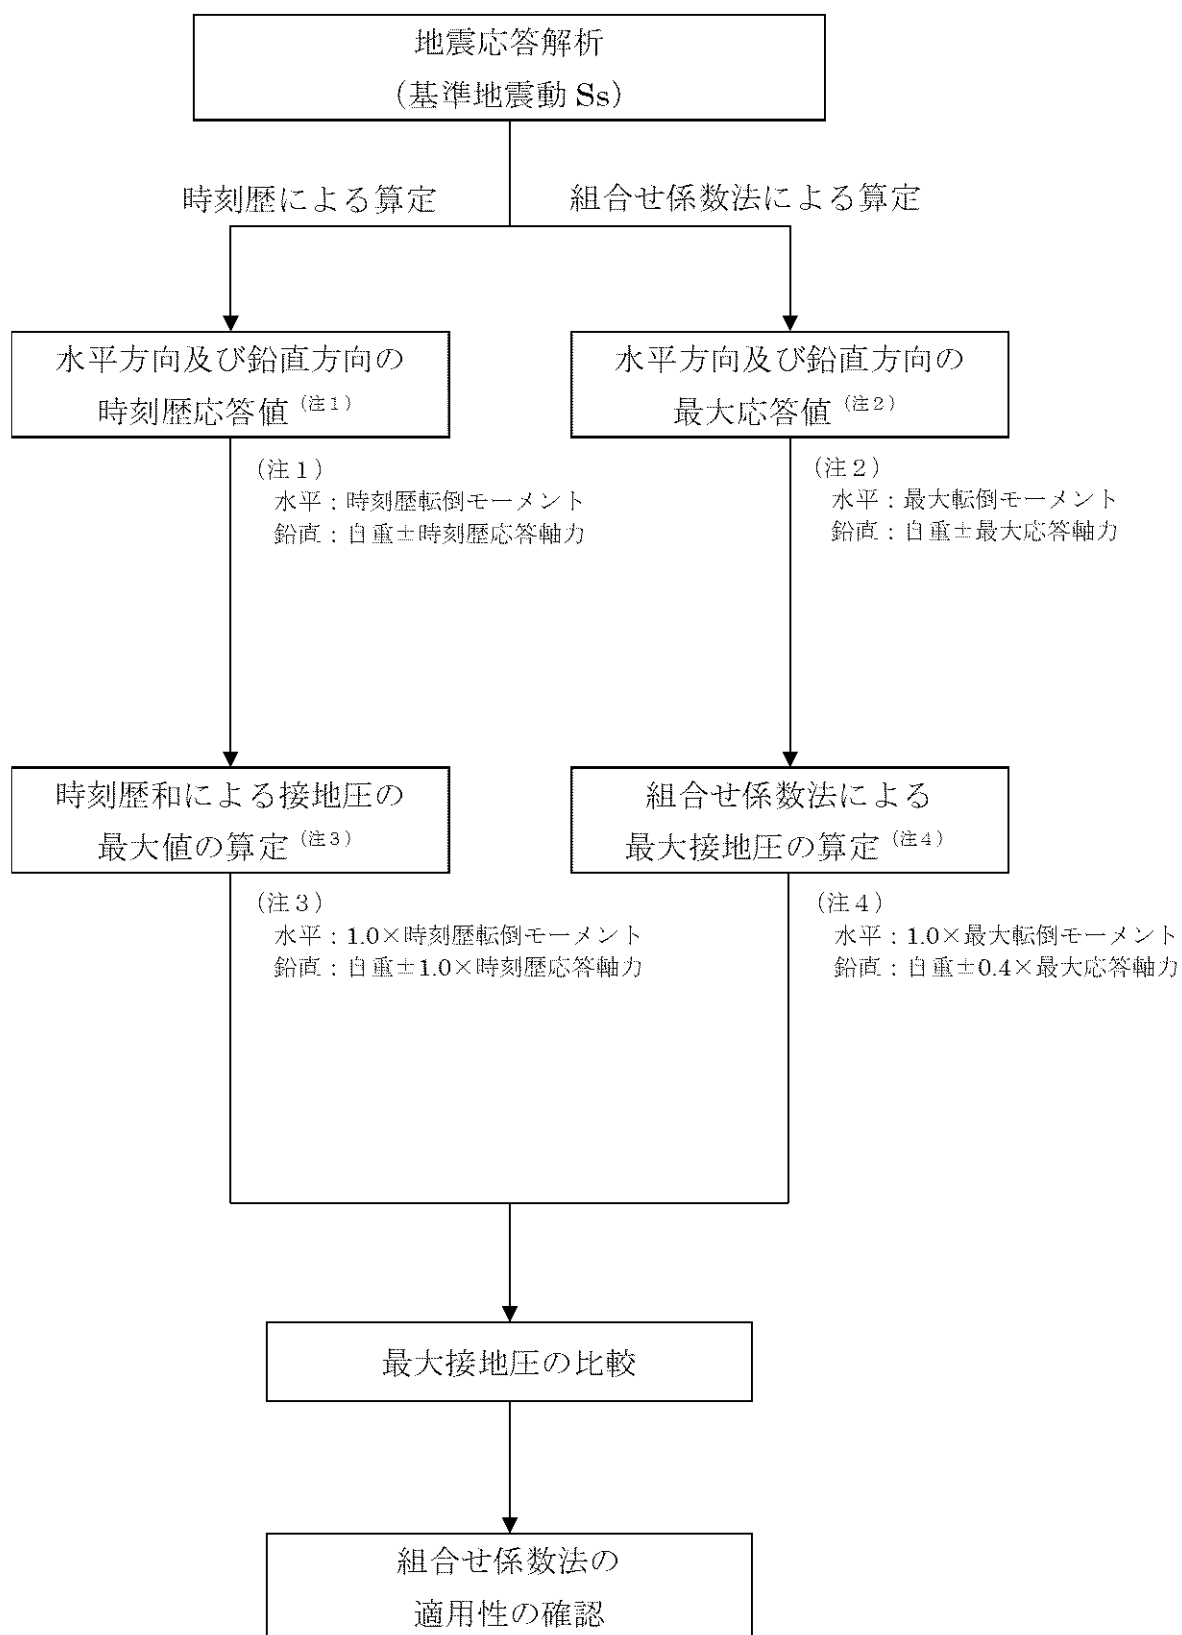 地震応答解析
(基準地震動 Ss)
時刻歴による算定
組合せ係数法による算定
水平方向及び鉛直方向の
時刻歴応答値 (注1)
水平方向及び鉛直方向の
最大応答値 (注2)
(注1)
水平：時刻歴転倒モーメント
鉛直：自重±時刻歴応答軸力
(注2)
水平：最大転倒モーメント
鉛直：自重±最大応答軸力
時刻歴和による接地圧の
最大値の算定 (注3)
組合せ係数法による
最大接地圧の算定 (注4)
(注3)
水平：1.0×時刻歴転倒モーメント
鉛直：自重±1.0×時刻歴応答軸力
(注4)
水平：1.0×最大転倒モーメント
鉛直：自重±0.4×最大応答軸力
最大接地圧の比較
組合せ係数法の
適用性の確認